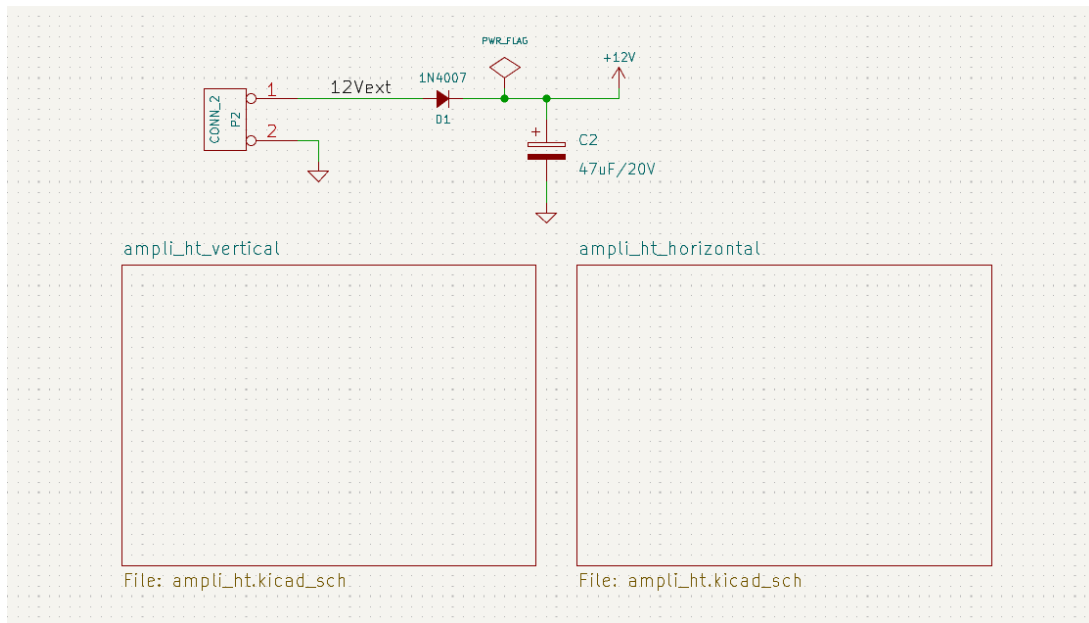 PWR_FLAG
+12V
1N4007
12Vext
1
CONN_2
P2
D1
2
+
C2
47uF/20V
ampli_ht_vertical
ampli_ht_horizontal
File: ampli_ht.kicad_sch
File: ampli_ht.kicad_sch